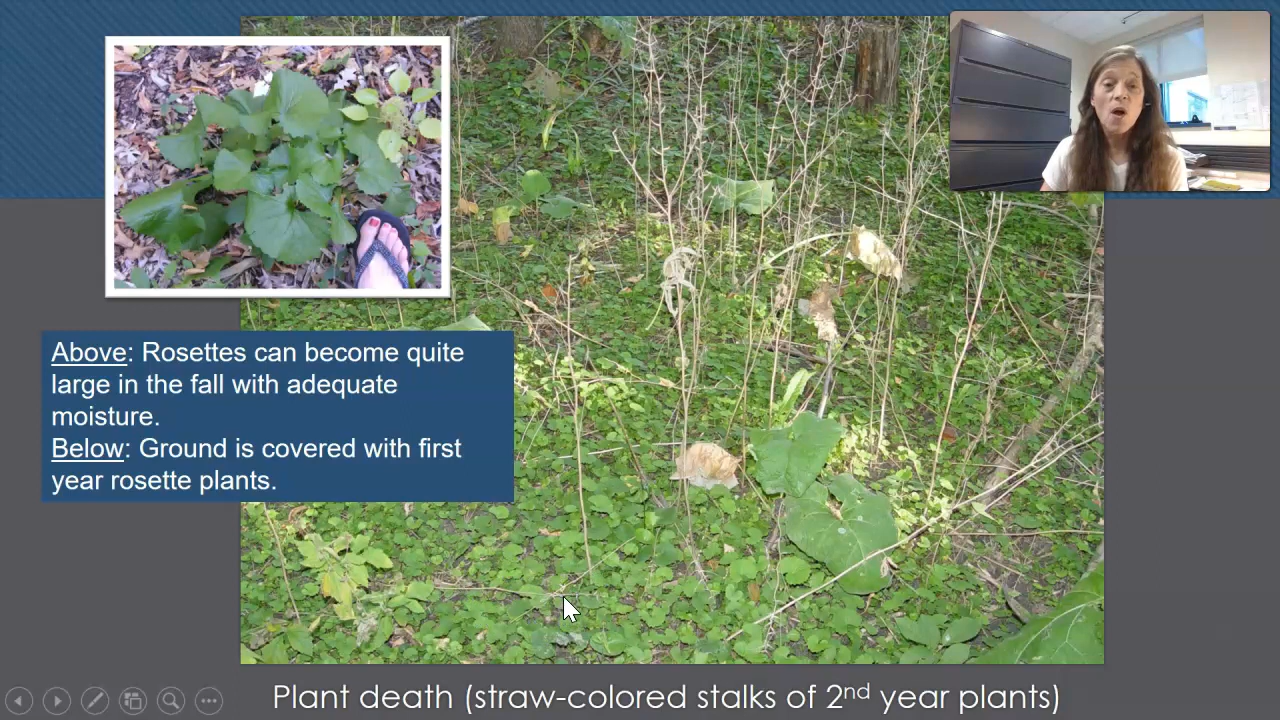 Above: Rosettes can become quite
large in the fall with adequate
moisture.
Below: Ground is covered with first
year rosette plants.
Plant death (straw-colored stalks of 2nd year plants)